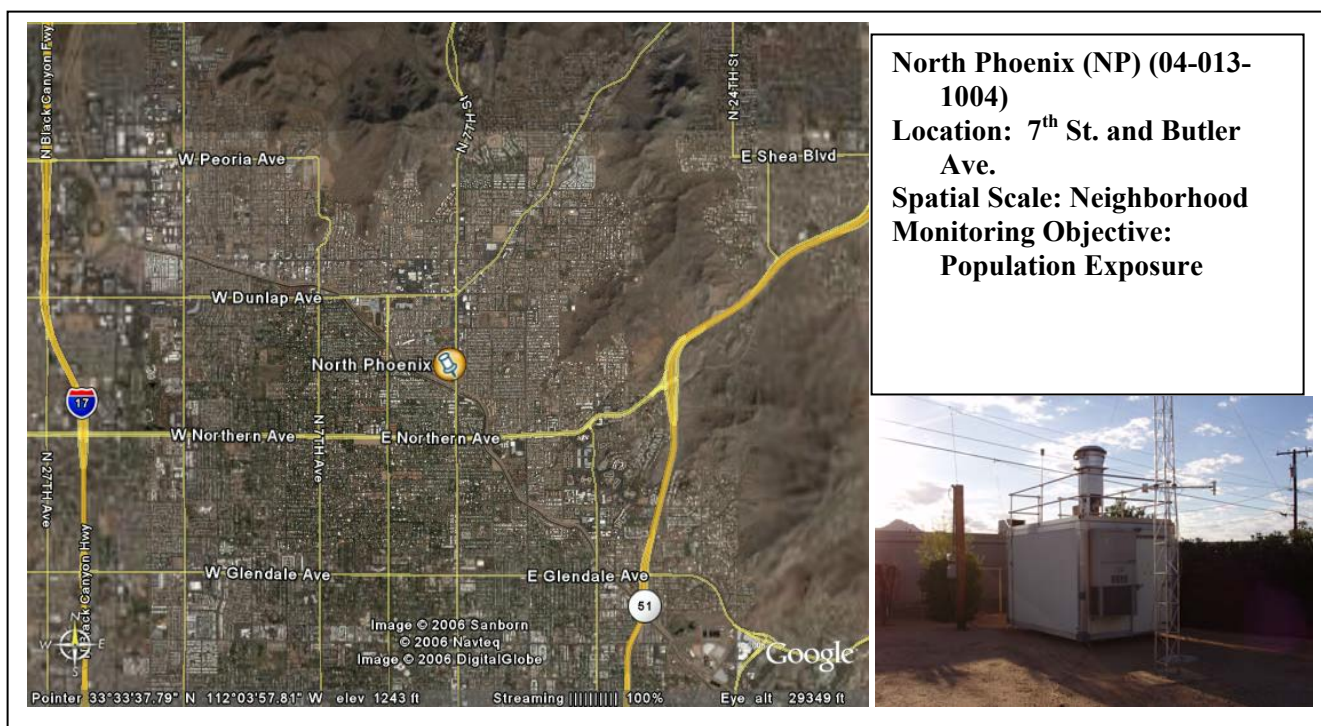 N Black Canyon Fwy
N 7TH St
N 24TH St
W Peoria Ave
E Shea Blvd
W Dunlap Ave
North Phoenix
17
W Northern Ave
E Northern Ave
N 7TH Ave
N 27TH Ave
N Black Canyon Hwy
W Glendale Ave
E Glendale Ave
51
N
W
E
S
Image © 2006 Sanborn
© 2006 Navteq
Image © 2006 DigitalGlobe
Google
Pointer 33°33'37.79" N 112°03'57.81" W elev 1243 ft
Streaming |||||||||| 100%
Eye alt 29349 ft
North Phoenix (NP) (04-013-
1004)
Location: 7th St. and Butler
Ave.
Spatial Scale: Neighborhood
Monitoring Objective:
Population Exposure